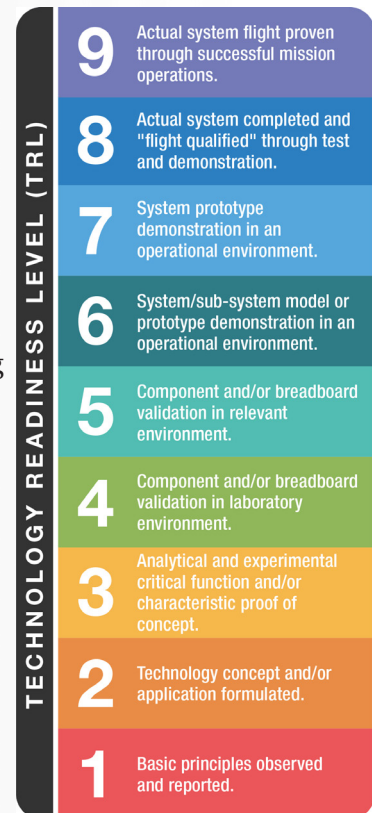 TECHNOLOGY READINESS LEVEL (TRL)
9
Actual system flight proven
through successful mission
operations.
8
Actual system completed and
"flight qualified" through test
and demonstration.
7
System prototype
demonstration in an
operational environment.
6
System/sub-system model or
prototype demonstration in an
operational environment.
5
Component and/or breadboard
validation in relevant
environment.
4
Component and/or breadboard
validation in laboratory
environment.
3
Analytical and experimental
critical function and/or
characteristic proof of
concept.
2
Technology concept and/or
application formulated.
1
Basic principles observed
and reported.